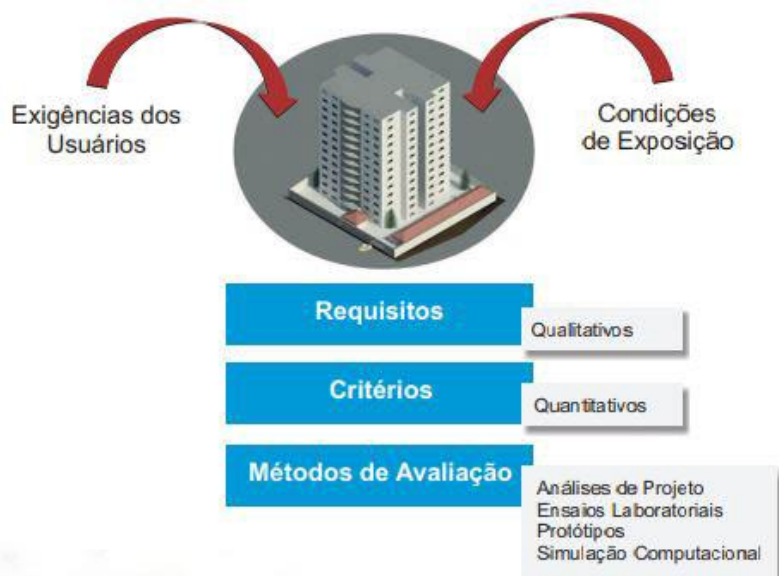 Exigências dos
Usuários
Condições
de Exposição
Requisitos
Qualitativos
Critérios
Quantitativos
Métodos de Avaliação
Análises de Projeto
Ensaios Laboratoriais
Protótipos
Simulação Computacional